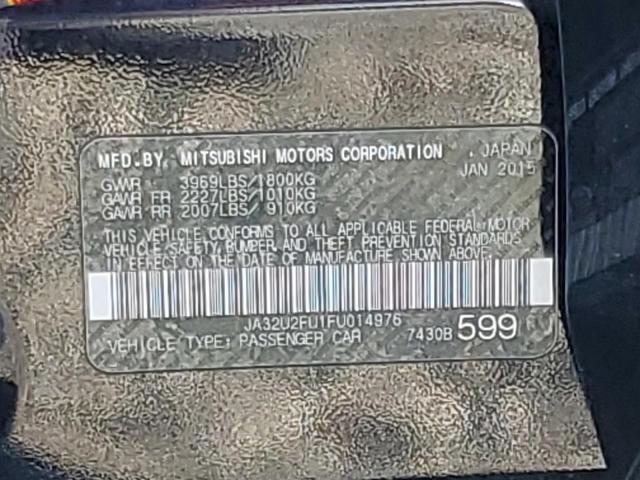 MFD.BY. MITSUBISHI MOTORS CORPORATION , JAPAN
JAN 2015
GVWR 3969LBS/1800KG
GAWR FR 2227LBS/1010KG
GAWR RR 2007LBS/ 910KG
THIS VEHICLE CONFORMS TO ALL APPLICABLE FEDERAL MOTOR
VEHICLE SAFETY, BUMPER, AND THEFT PREVENTION STANDARDS
IN EFFECT ON THE DATE OF MANUFACTURE SHOWN ABOVE.
JA32U2FU1FU014976
VEHICLE TYPE: PASSENGER CAR 7430B 599